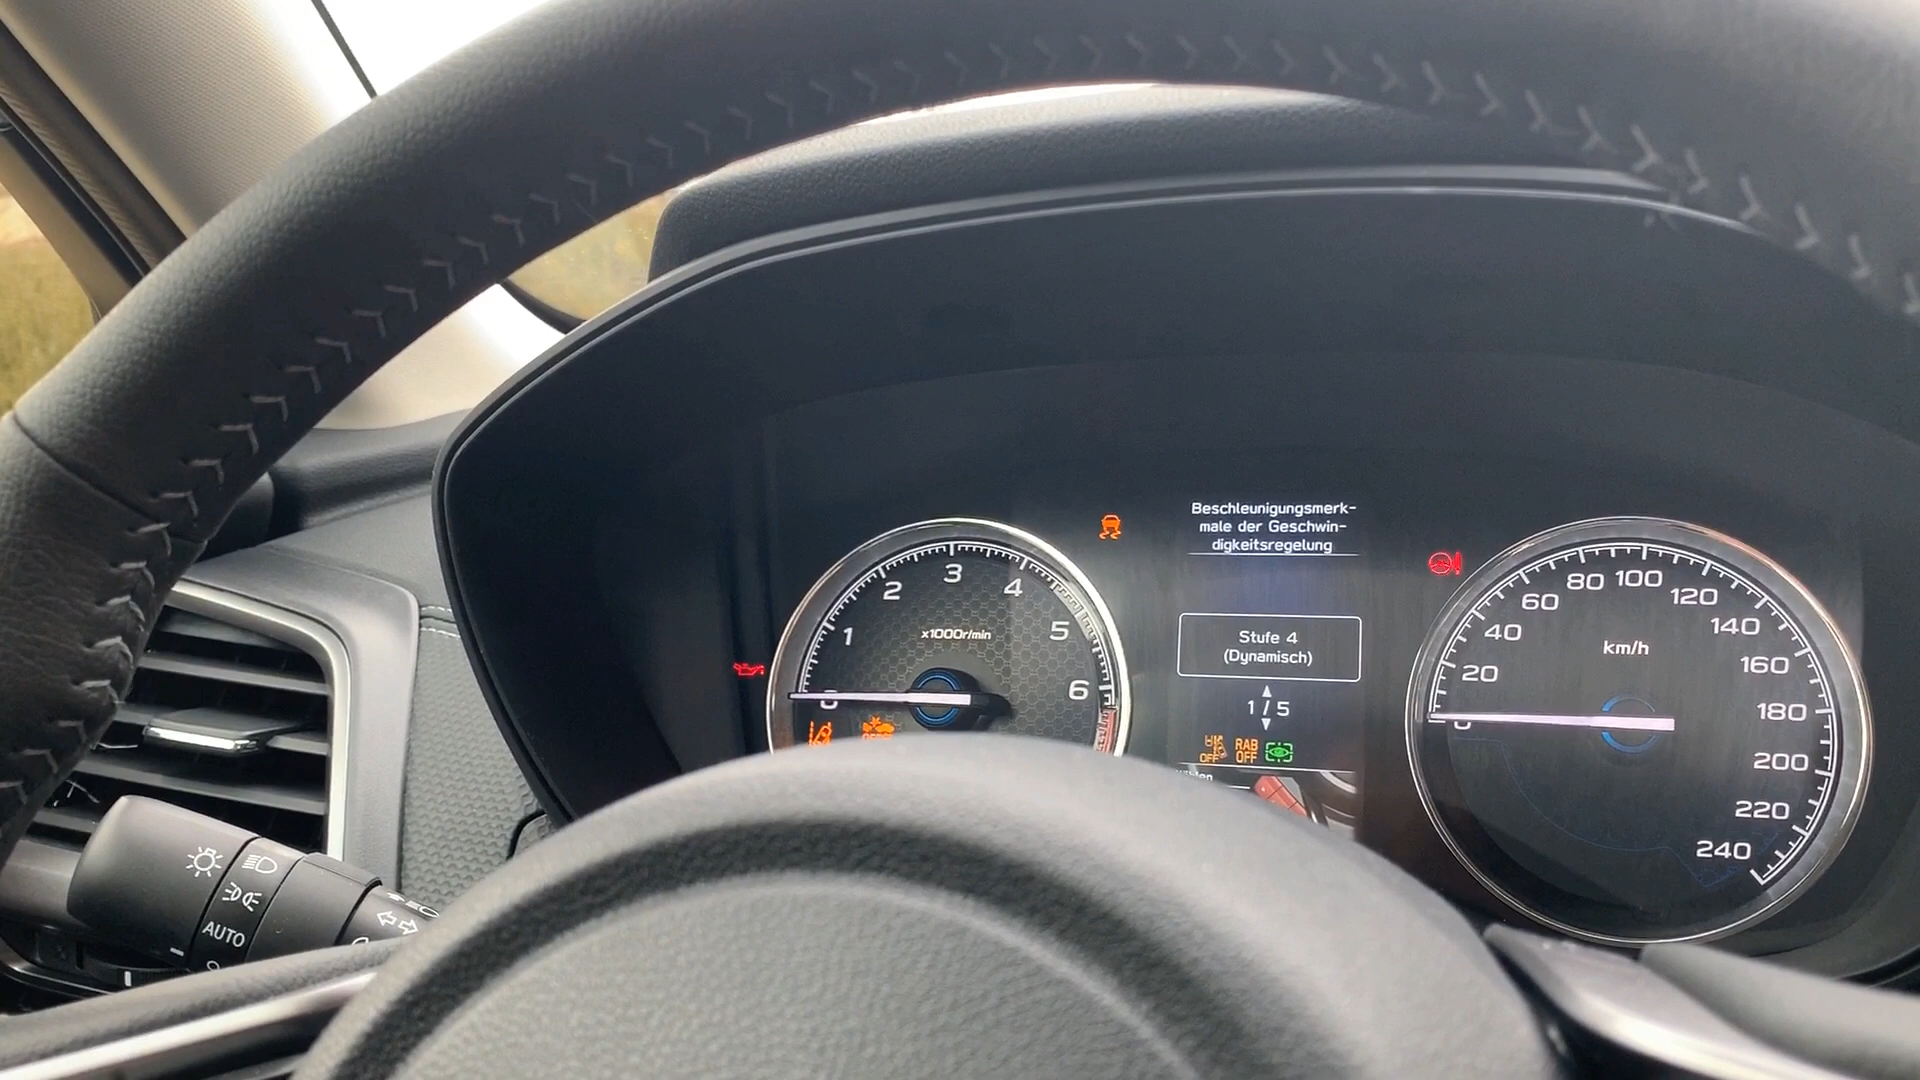 Beschleunigungsmerk-
male der Geschwin-
digkeitsregelung
Stufe 4
(Dynamisch)
1 / 5
OFF
RAB
OFF
0
1
2
3
4
5
6
x1000r/min
0
20
40
60
80
100
120
140
160
180
200
220
240
km/h
AUTO